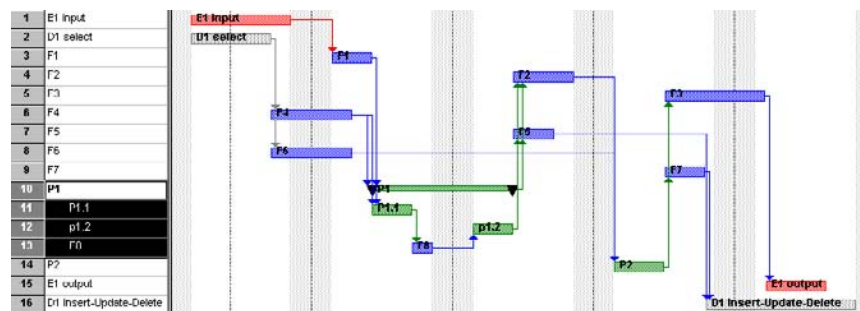 1 E1 Input
2 D1 select
3 F1
4 F2
5 F3
6 F4
7 F5
8 F6
9 F7
10 P1
11 P1.1
12 p1.2
13 F8
14 P2
15 E1 output
16 D1 Insert-Update-Delete
E1 Input
D1 select
F1
F2
F3
F4
F5
F6
F7
P1
P1.1
p1.2
F8
P2
E1 output
D1 Insert-Update-Delete